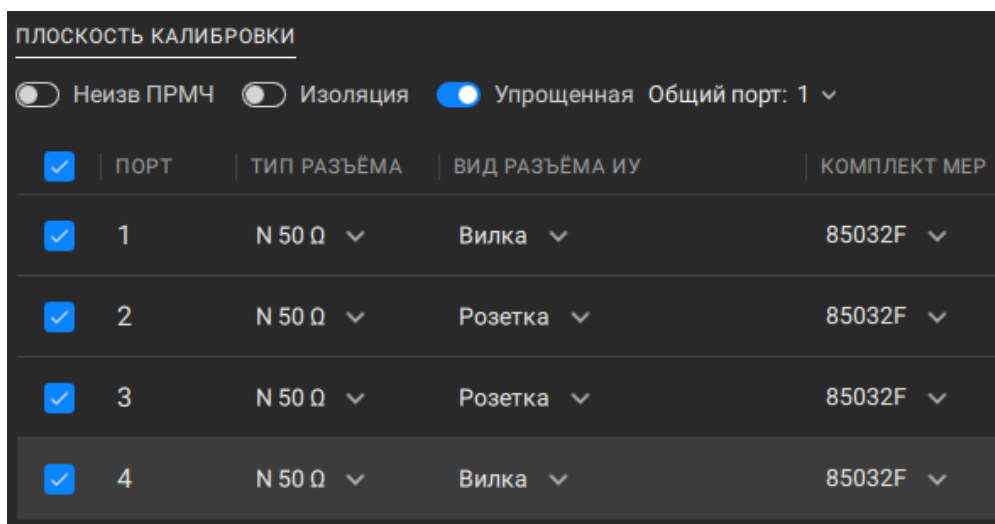 ПЛОСКОСТЬ КАЛИБРОВКИ
Неизв ПРМЧ Изоляция Упрощенная Общий порт: 1
ПОРТ ТИП РАЗЪЁМА ВИД РАЗЪЁМА ИУ КОМПЛЕКТ МЕР
1 N 50 Ω Вилка 85032F
2 N 50 Ω Розетка 85032F
3 N 50 Ω Розетка 85032F
4 N 50 Ω Вилка 85032F